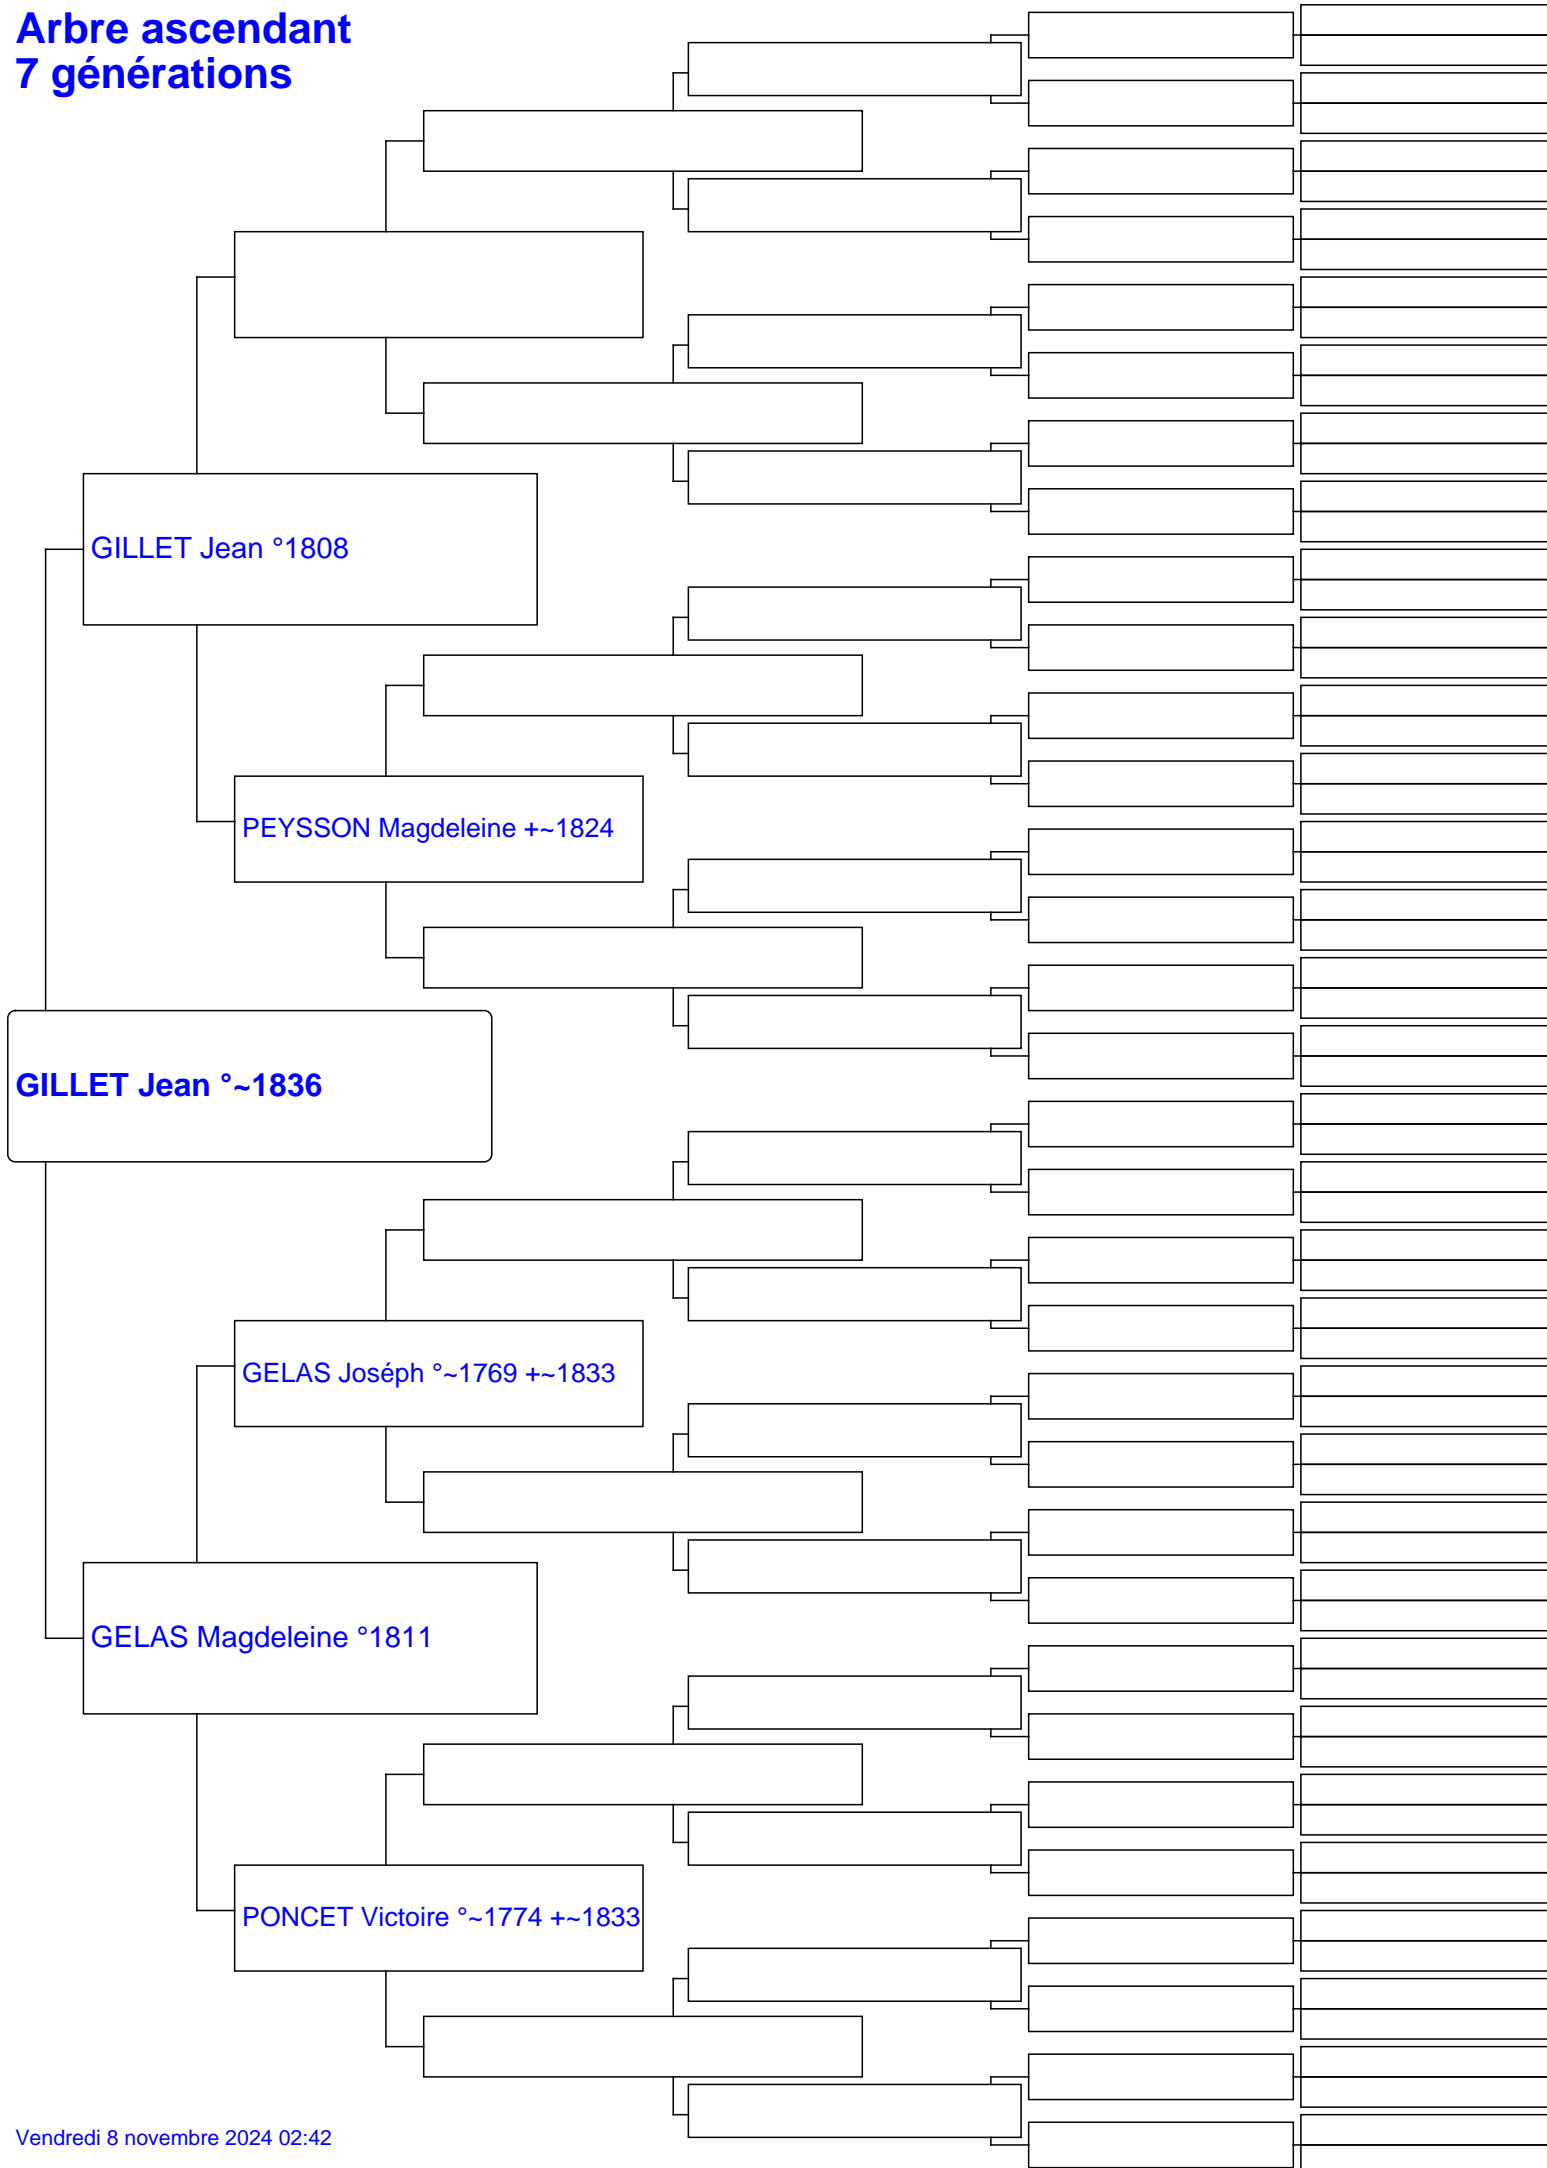 Arbre ascendant
7 générations
GILLET Jean °1808
PEYSSON Magdeleine +~1824
GILLET Jean °~1836
GELAS Joséph °~1769 +~1833
GELAS Magdeleine °1811
PONCET Victoire °~1774 +~1833
Vendredi 8 novembre 2024 02:42